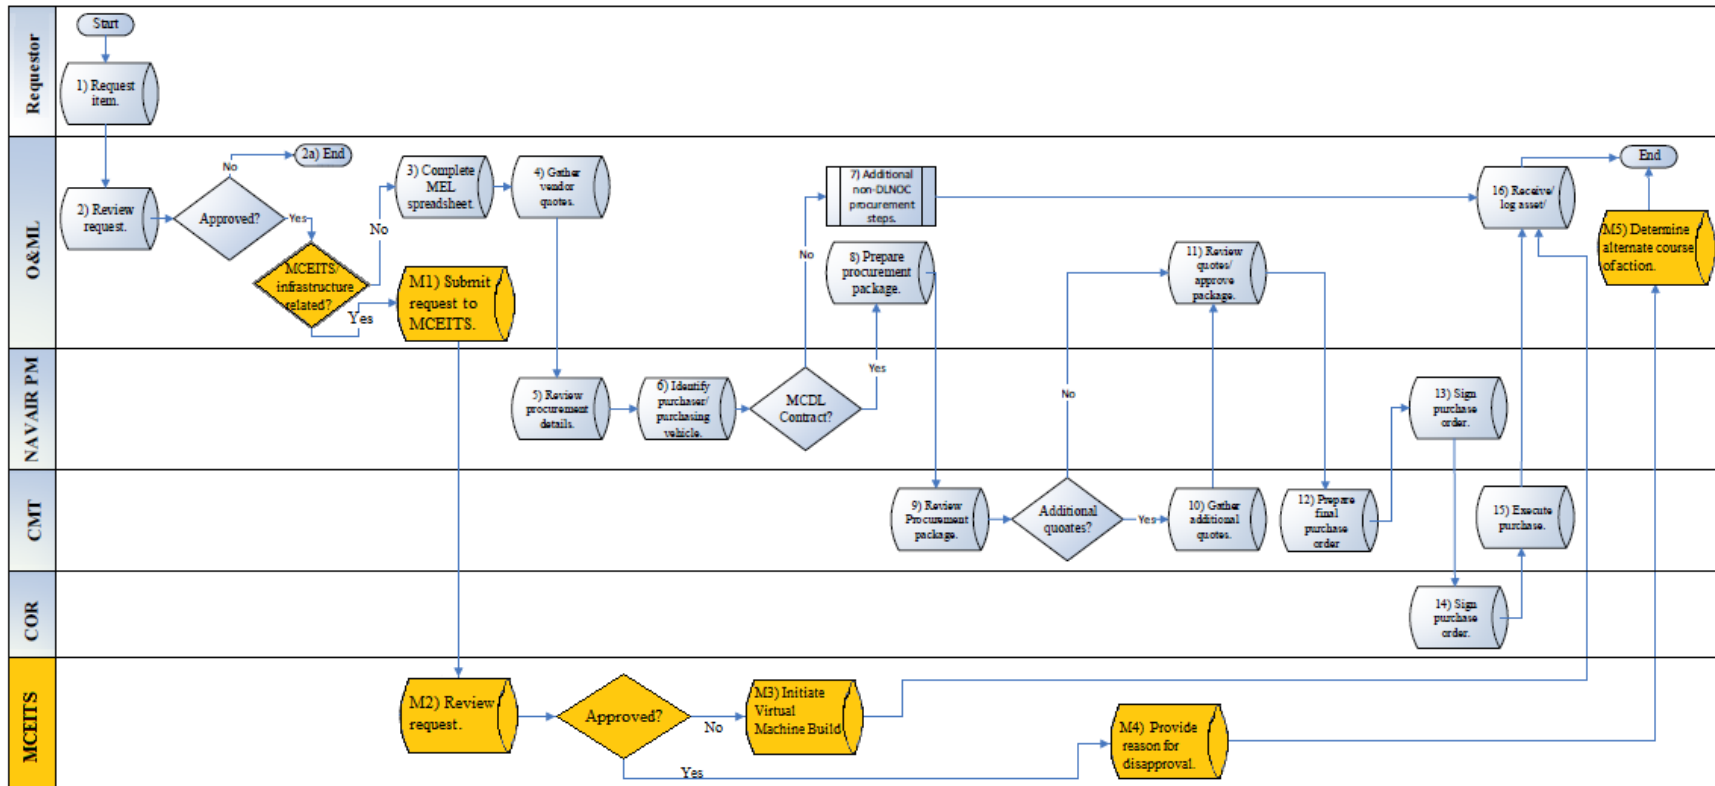 Requestor
Start
1) Request
item.
O&ML
2) Review
request.
Approved?
No
2a) End
Yes
MCEITS/
infrastructure
related?
No
Yes
3) Complete
MEL
spreadsheet.
4) Gather
vendor
quotes.
M1) Submit
request to
MCEITS.
7) Additional
non-DLNOC
procurement
steps.
No
8) Prepare
procurement
package.
11) Review
quotes/
approve
package.
16) Receive/
log asset/
End
M5) Determine
alternate course
of action.
NAVAIR PM
5) Review
procurement
details.
6) Identify
purchaser/
purchasing
vehicle.
MCDL
Contract?
Yes
No
13) Sign
purchase
order.
CMT
9) Review
Procurement
package.
Additional
quoates?
Yes
10) Gather
additional
quotes.
12) Prepare
final
purchase
order
15) Execute
purchase.
COR
14) Sign
purchase
order.
MCEITS
M2) Review
request.
Approved?
No
Yes
M3) Initiate
Virtual
Machine Build
M4) Provide
reason for
disapproval.